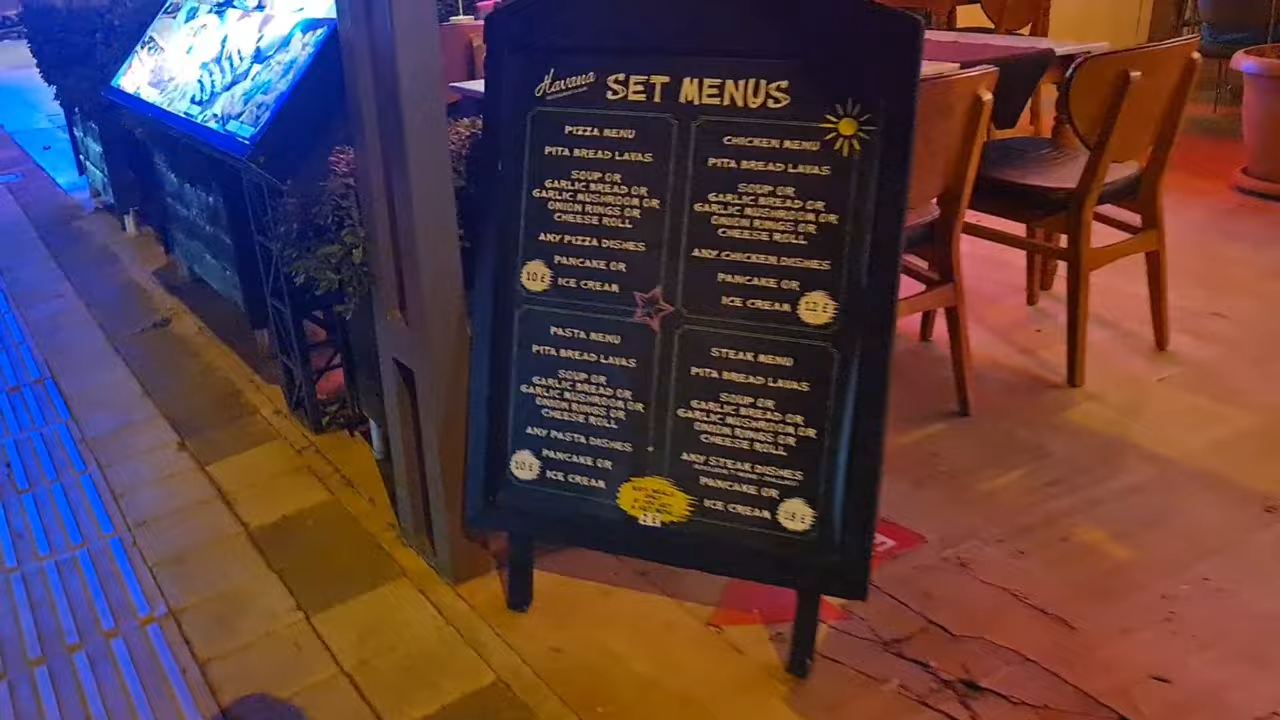 Havana
SET MENUS
PIZZA MENU
PITA BREAD LAVAS
SOUP OR
GARLIC BREAD OR
GARLIC MUSHROOM OR
ONION RINGS OR
CHEESE ROLL
ANY PIZZA DISHES
PANCAKE OR
ICE CREAM
10 £
CHICKEN MENU
PITA BREAD LAVAS
SOUP OR
GARLIC BREAD OR
GARLIC MUSHROOM OR
ONION RINGS OR
CHEESE ROLL
ANY CHICKEN DISHES
PANCAKE OR
ICE CREAM
12 £
PASTA MENU
PITA BREAD LAVAS
SOUP OR
GARLIC BREAD OR
GARLIC MUSHROOM OR
ONION RINGS OR
CHEESE ROLL
ANY PASTA DISHES
PANCAKE OR
ICE CREAM
10 £
STEAK MENU
PITA BREAD LAVAS
SOUP OR
GARLIC BREAD OR
GARLIC MUSHROOM OR
ONION RINGS OR
CHEESE ROLL
ANY STEAK DISHES
PANCAKE OR
ICE CREAM